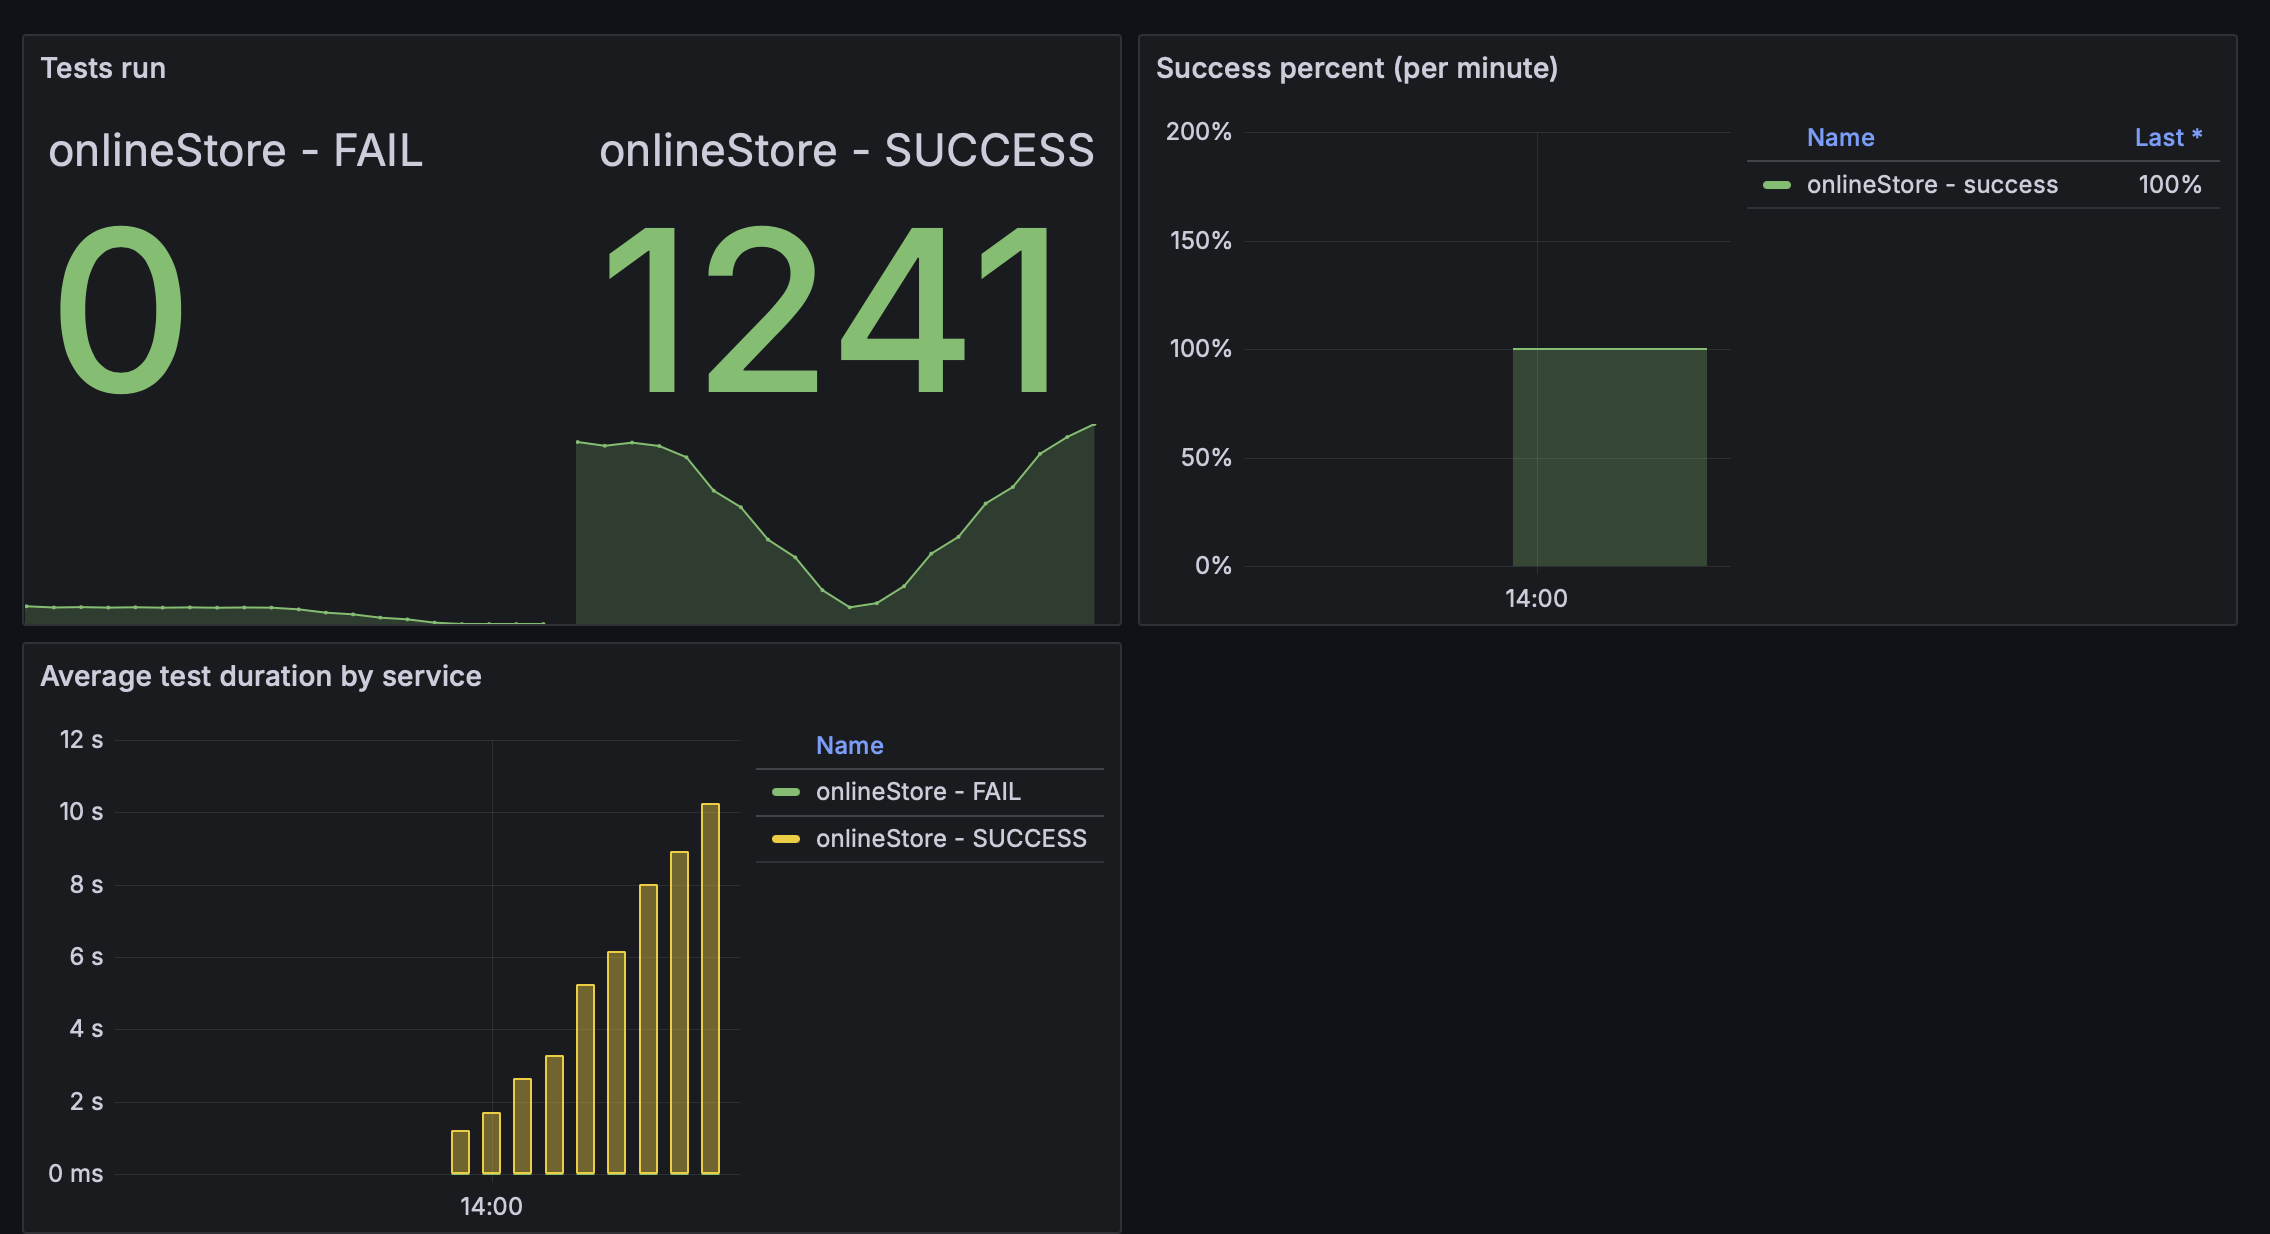 Tests run
onlineStore - FAIL
0
onlineStore - SUCCESS
1241
Success percent (per minute)
200%
150%
100%
50%
0%
14:00
Name Last *
onlineStore - success 100%
Average test duration by service
12 s
10 s
8 s
6 s
4 s
2 s
0 ms
14:00
Name
onlineStore - FAIL
onlineStore - SUCCESS